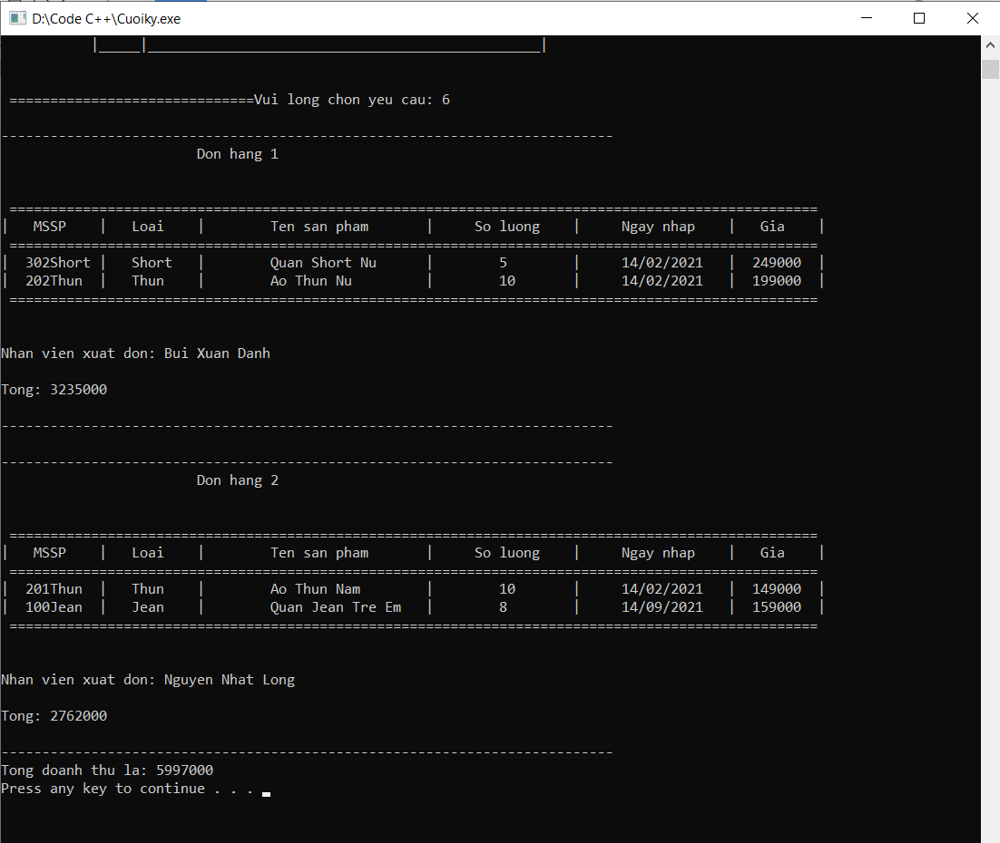 D:\Code C++\Cuoiky.exe
|_____|________________________________________________|
==============================Vui long chon yeu cau: 6
---------------------------------------------------------------------------
Don hang 1
===================================================================================================
| MSSP | Loai | Ten san pham | So luong | Ngay nhap | Gia |
===================================================================================================
| 302Short | Short | Quan Short Nu | 5 | 14/02/2021 | 249000 |
| 202Thun | Thun | Ao Thun Nu | 10 | 14/02/2021 | 199000 |
===================================================================================================
Nhan vien xuat don: Bui Xuan Danh
Tong: 3235000
---------------------------------------------------------------------------
---------------------------------------------------------------------------
Don hang 2
===================================================================================================
| MSSP | Loai | Ten san pham | So luong | Ngay nhap | Gia |
===================================================================================================
| 201Thun | Thun | Ao Thun Nam | 10 | 14/02/2021 | 149000 |
| 100Jean | Jean | Quan Jean Tre Em | 8 | 14/09/2021 | 159000 |
===================================================================================================
Nhan vien xuat don: Nguyen Nhat Long
Tong: 2762000
---------------------------------------------------------------------------
Tong doanh thu la: 5997000
Press any key to continue . . .